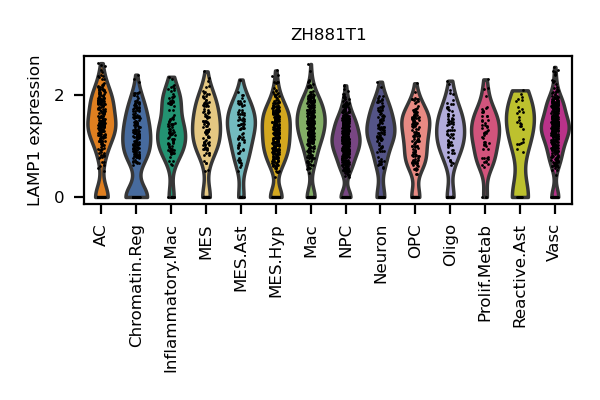 ZH881T1
LAMP1 expression
2
0
AC
Chromatin.Reg
Inflammatory.Mac
MES
MES.Ast
MES.Hyp
Mac
NPC
Neuron
OPC
Oligo
Prolif.Metab
Reactive.Ast
Vasc